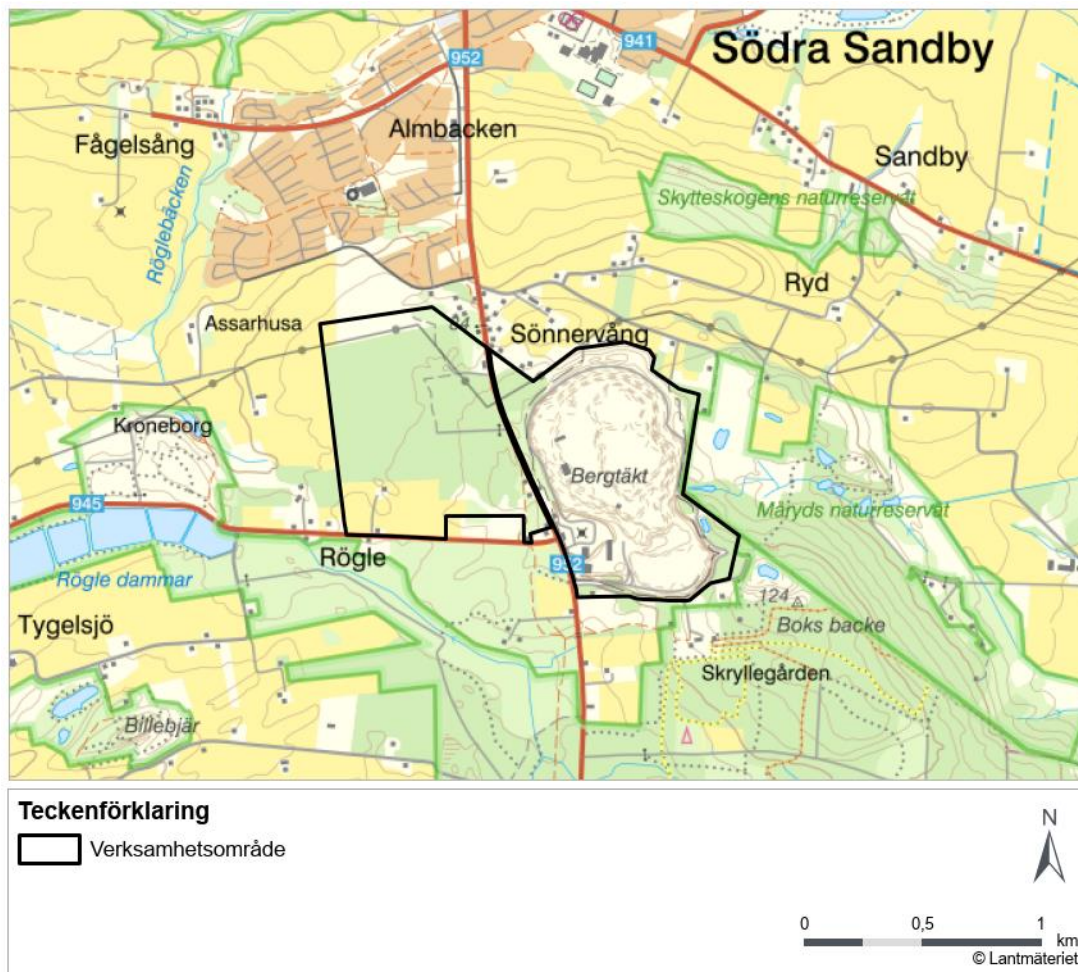 952
941
Södra Sandby
Fågelsång
Almbäcken
Sandby
Röglebäcken
Skytteskogens naturreservat
Ryd
Assarhusa
84
Sönnervång
Kroneborg
Bergtäkt
945
Måryds naturreservat
Rögle
952
Rögle dammar
124
Tygelsjö
Boks backe
Skryllegården
Billebjär
Teckenförklaring
Verksamhetsområde
N
0 0,5 1
km
© Lantmäteriet